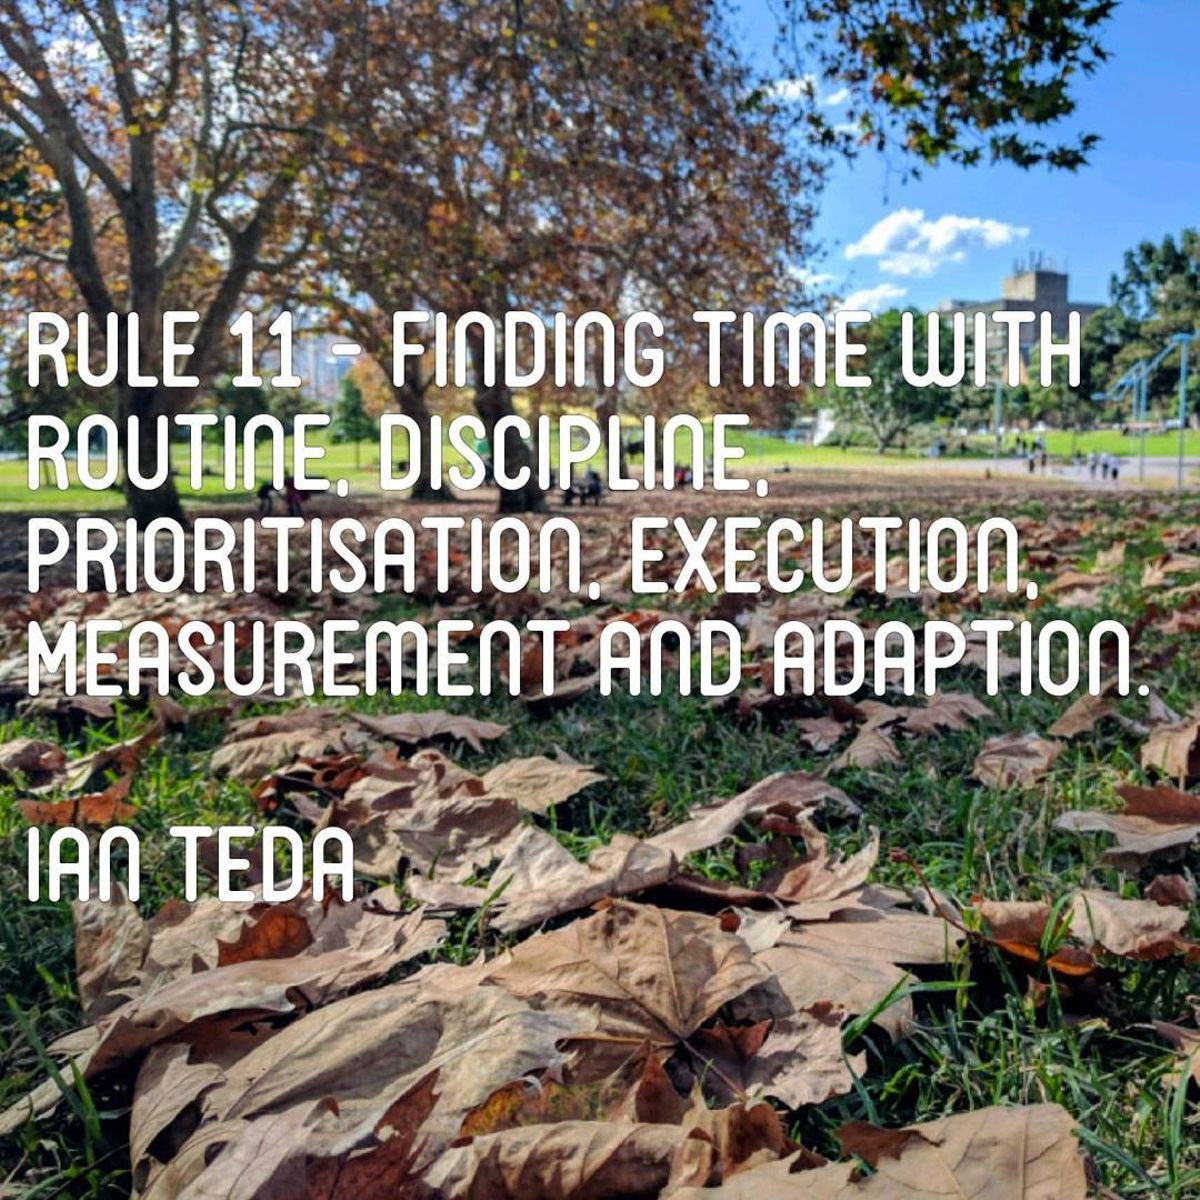 RULE 11 - FINDING TIME WITH
ROUTINE, DISCIPLINE,
PRIORITISATION, EXECUTION,
MEASUREMENT AND ADAPTION.
IAN TEDA